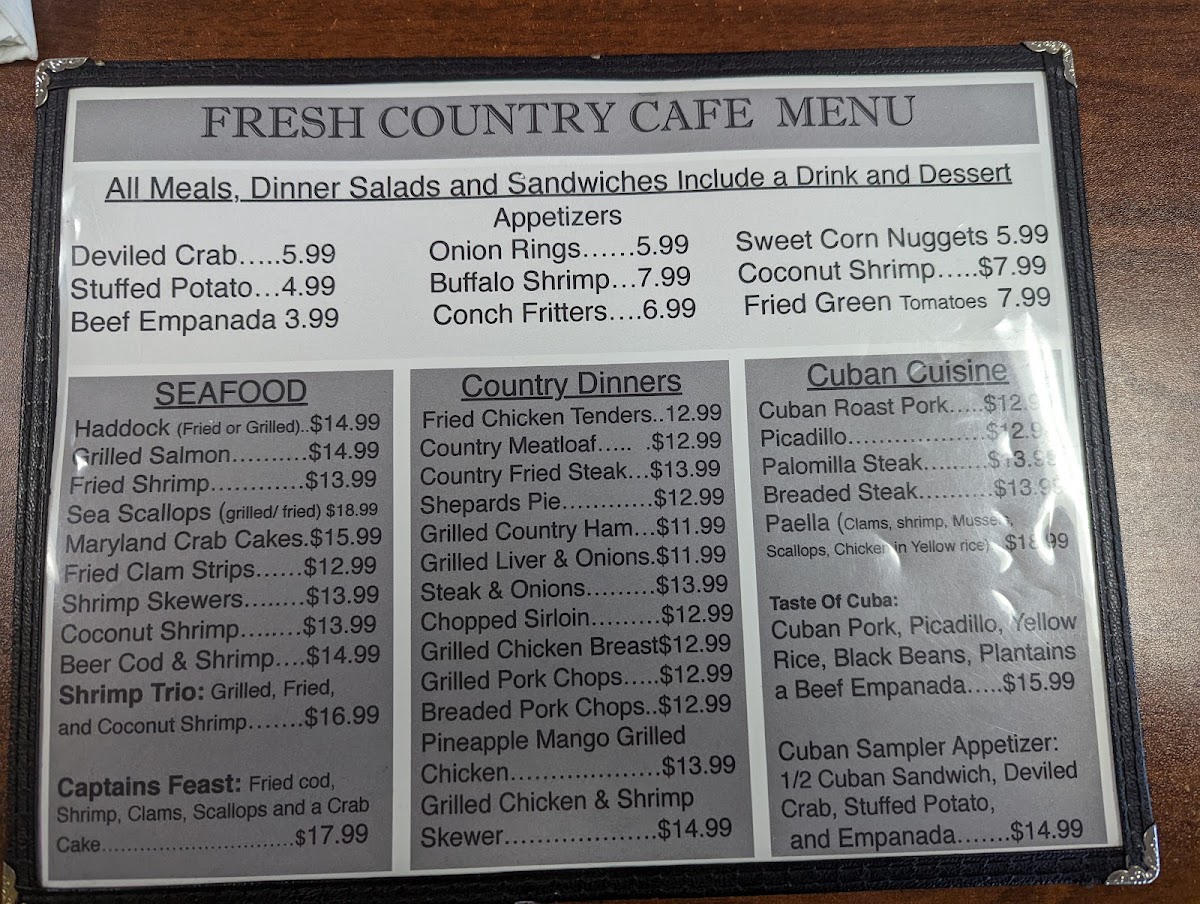 FRESH COUNTRY CAFE MENU
All Meals, Dinner Salads and Sandwiches Include a Drink and Dessert
Appetizers
Deviled Crab.....5.99
Stuffed Potato...4.99
Beef Empanada 3.99
Onion Rings......5.99
Buffalo Shrimp...7.99
Conch Fritters....6.99
Sweet Corn Nuggets 5.99
Coconut Shrimp.....$7.99
Fried Green Tomatoes 7.99
SEAFOOD
Haddock (Fried or Grilled)..$14.99
Grilled Salmon..........$14.99
Fried Shrimp............$13.99
Sea Scallops (grilled/ fried) $18.99
Maryland Crab Cakes.$15.99
Fried Clam Strips......$12.99
Shrimp Skewers........$13.99
Coconut Shrimp........$13.99
Beer Cod & Shrimp....$14.99
Shrimp Trio: Grilled, Fried,
and Coconut Shrimp.......$16.99
Captains Feast: Fried cod,
Shrimp, Clams, Scallops and a Crab
Cake..............................$17.99
Country Dinners
Fried Chicken Tenders..12.99
Country Meatloaf..... .$12.99
Country Fried Steak...$13.99
Shepards Pie............$12.99
Grilled Country Ham...$11.99
Grilled Liver & Onions.$11.99
Steak & Onions.........$13.99
Chopped Sirloin.........$12.99
Grilled Chicken Breast$12.99
Grilled Pork Chops.....$12.99
Breaded Pork Chops..$12.99
Pineapple Mango Grilled
Chicken....................$13.99
Grilled Chicken & Shrimp
Skewer.....................$14.99
Cuban Cuisine
Cuban Roast Pork.....$12.99
Picadillo..................$12.9
Palomilla Steak.........$13.99
Breaded Steak..........$13.99
Paella (Clams, shrimp, Mussels,
Scallops, Chicken in Yellow rice) $18.99
Taste Of Cuba:
Cuban Pork, Picadillo, Yellow
Rice, Black Beans, Plantains
a Beef Empanada.....$15.99
Cuban Sampler Appetizer:
1/2 Cuban Sandwich, Deviled
Crab, Stuffed Potato,
and Empanada.......$14.99